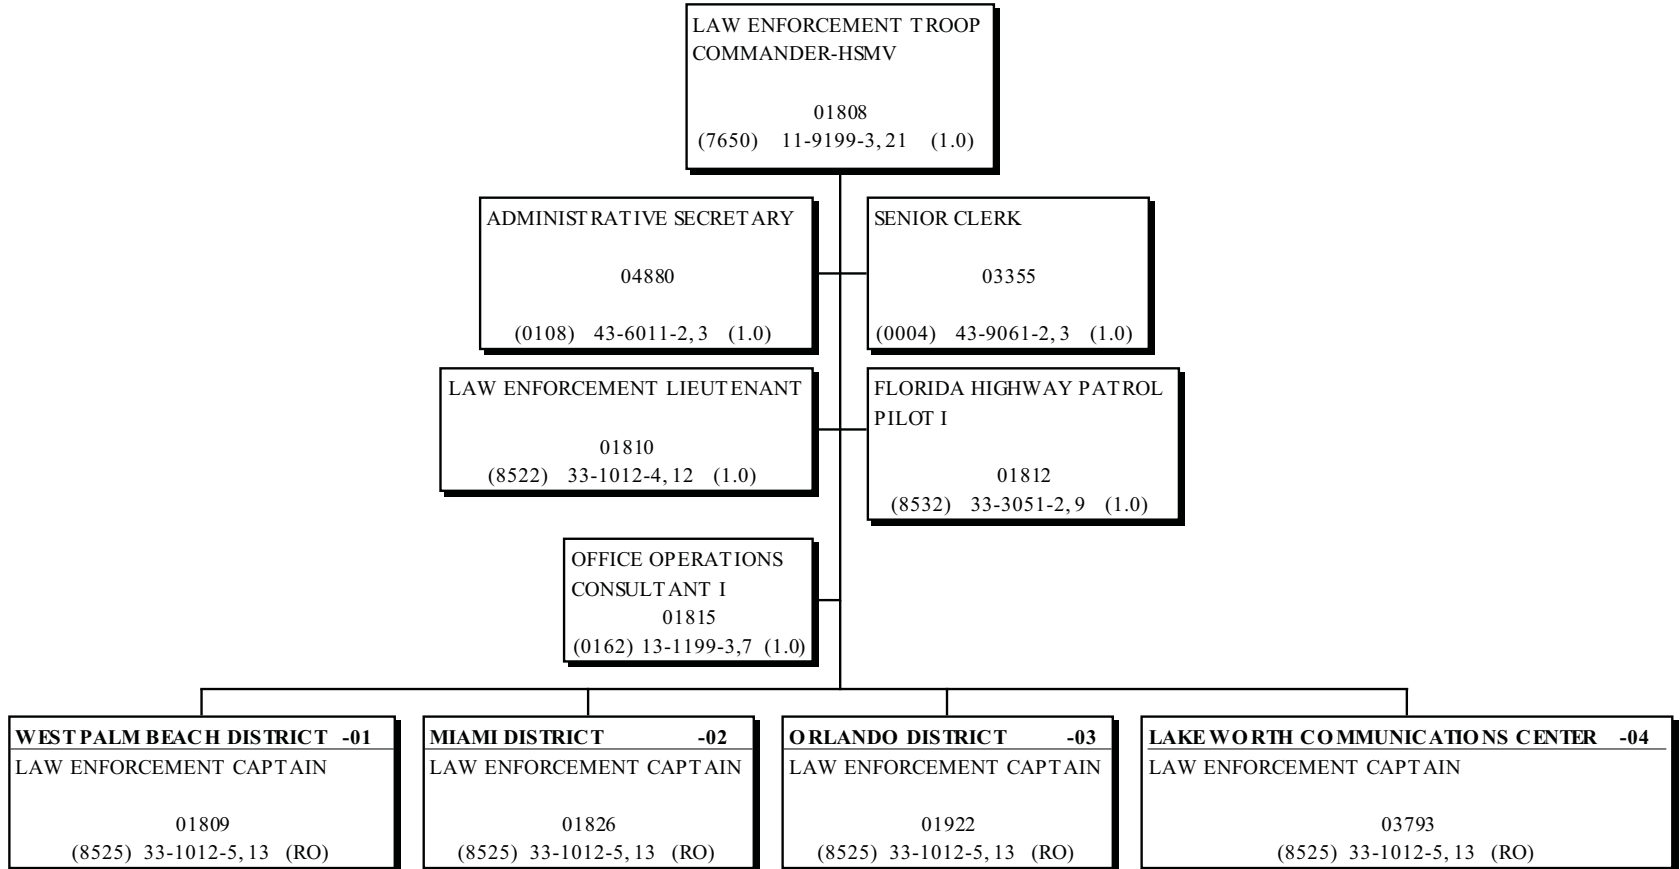 LAW ENFORCEMENT TROOP
COMMANDER-HSMV
01808
(7650) 11-9199-3, 21 (1.0)
ADMINISTRATIVE SECRETARY
04880
(0108) 43-6011-2, 3 (1.0)
SENIOR CLERK
03355
(0004) 43-9061-2, 3 (1.0)
LAW ENFORCEMENT LIEUTENANT
01810
(8522) 33-1012-4, 12 (1.0)
FLORIDA HIGHWAY PATROL
PILOT I
01812
(8532) 33-3051-2, 9 (1.0)
OFFICE OPERATIONS
CONSULTANT I
01815
(0162) 13-1199-3,7 (1.0)
WEST PALM BEACH DISTRICT -01
LAW ENFORCEMENT CAPTAIN
01809
(8525) 33-1012-5, 13 (RO)
MIAMI DISTRICT -02
LAW ENFORCEMENT CAPTAIN
01826
(8525) 33-1012-5, 13 (RO)
ORLANDO DISTRICT -03
LAW ENFORCEMENT CAPTAIN
01922
(8525) 33-1012-5, 13 (RO)
LAKE WORTH COMMUNICATIONS CENTER -04
LAW ENFORCEMENT CAPTAIN
03793
(8525) 33-1012-5, 13 (RO)